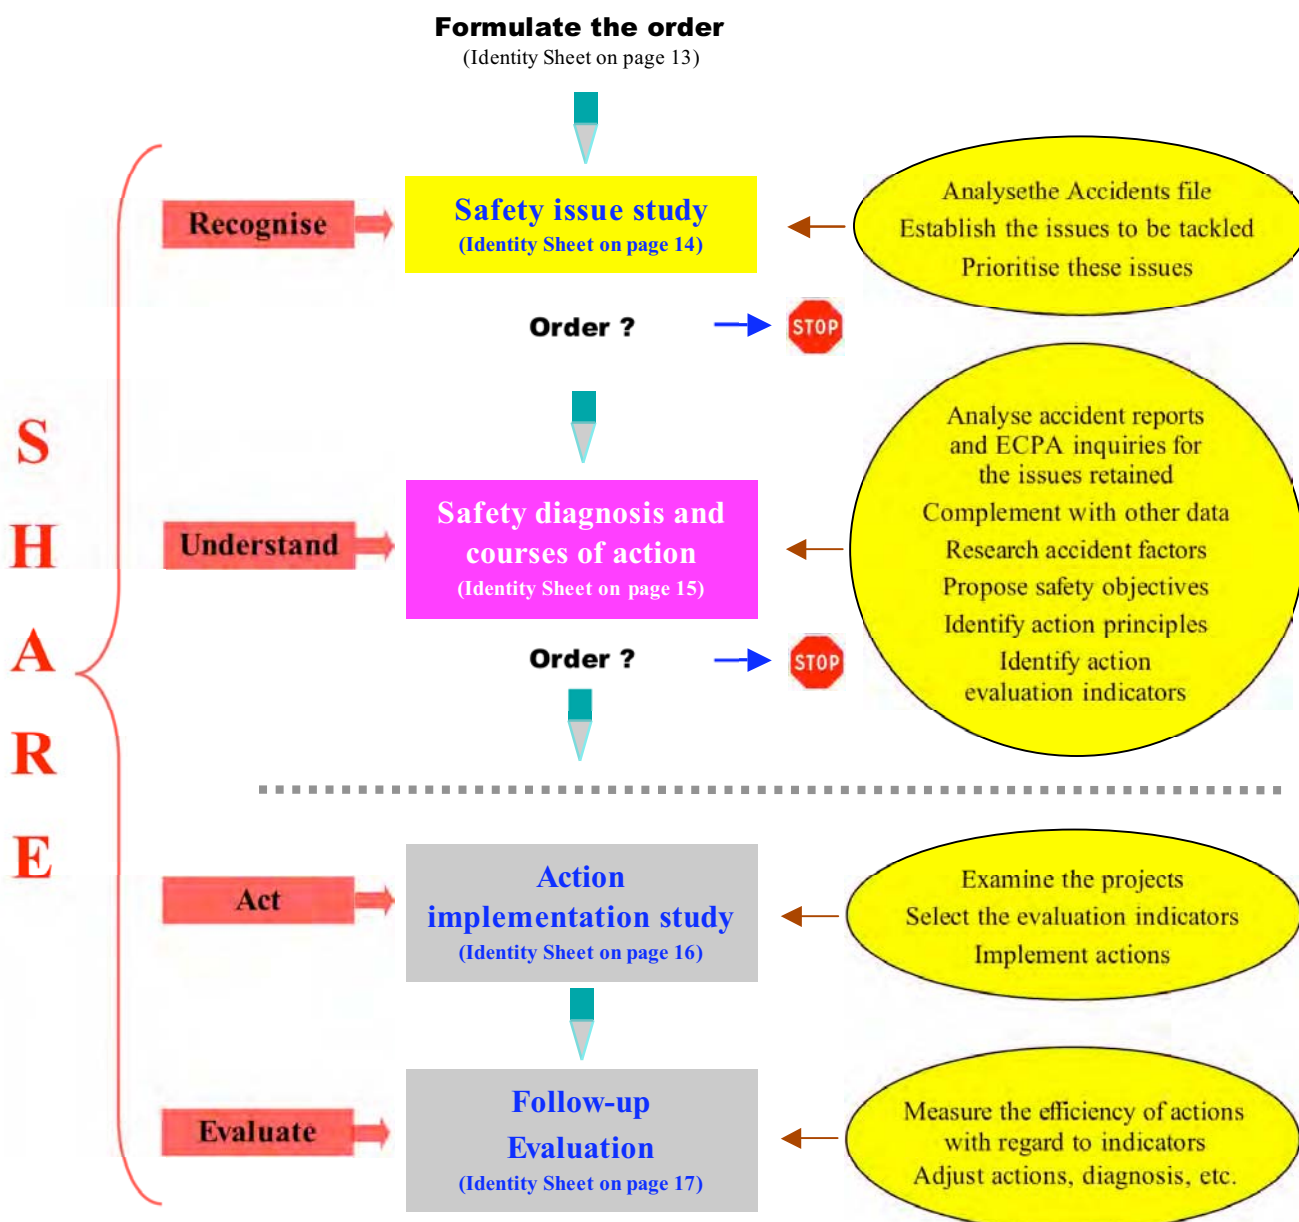 Formulate the order
(Identity Sheet on page 13)
Recognise
Safety issue study
(Identity Sheet on page 14)
Analysethe Accidents file
Establish the issues to be tackled
Prioritise these issues
Order ?
STOP
S
H
A
R
E
Understand
Safety diagnosis and
courses of action
(Identity Sheet on page 15)
Analyse accident reports
and ECPA inquiries for
the issues retained
Complement with other data
Research accident factors
Propose safety objectives
Identify action principles
Identify action
evaluation indicators
Order ?
STOP
Act
Action
implementation study
(Identity Sheet on page 16)
Examine the projects
Select the evaluation indicators
Implement actions
Evaluate
Follow-up
Evaluation
(Identity Sheet on page 17)
Measure the efficiency of actions
with regard to indicators
Adjust actions, diagnosis, etc.